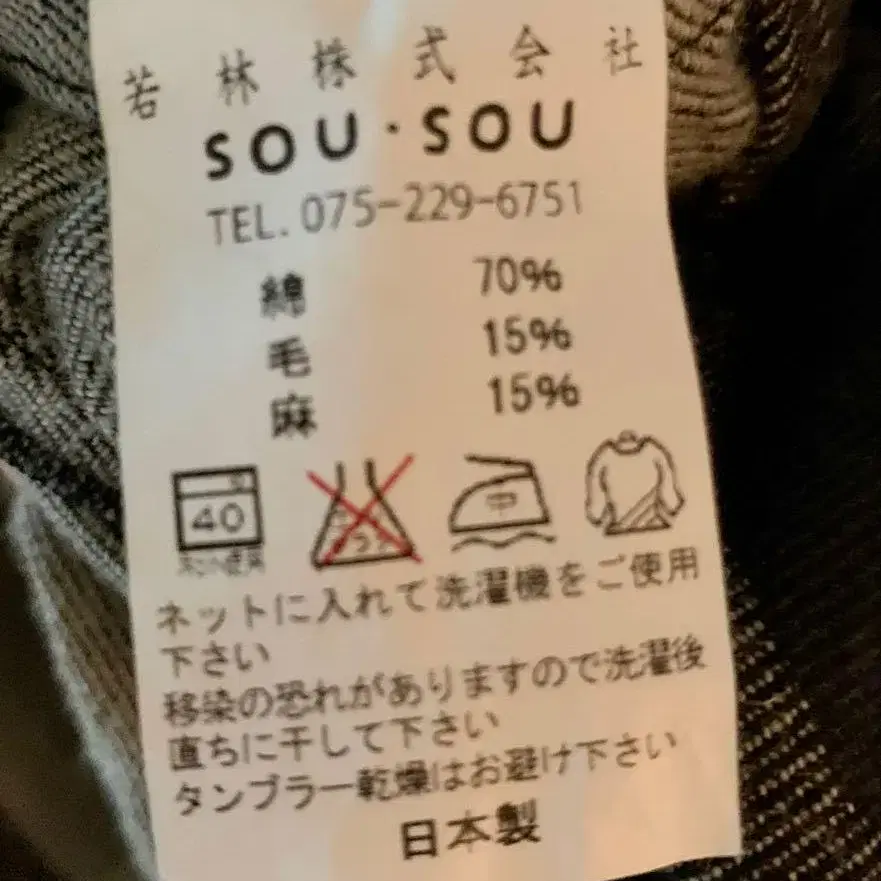 若林株式会社
SOU・SOU
TEL. 075-229-6751
綿 70%
毛 15%
麻 15%
40
中
ネットに入れて洗濯機をご使用
下さい
移染の恐れがありますので洗濯後
直ちに干して下さい
タンブラー乾燥はお避け下さい
日本製